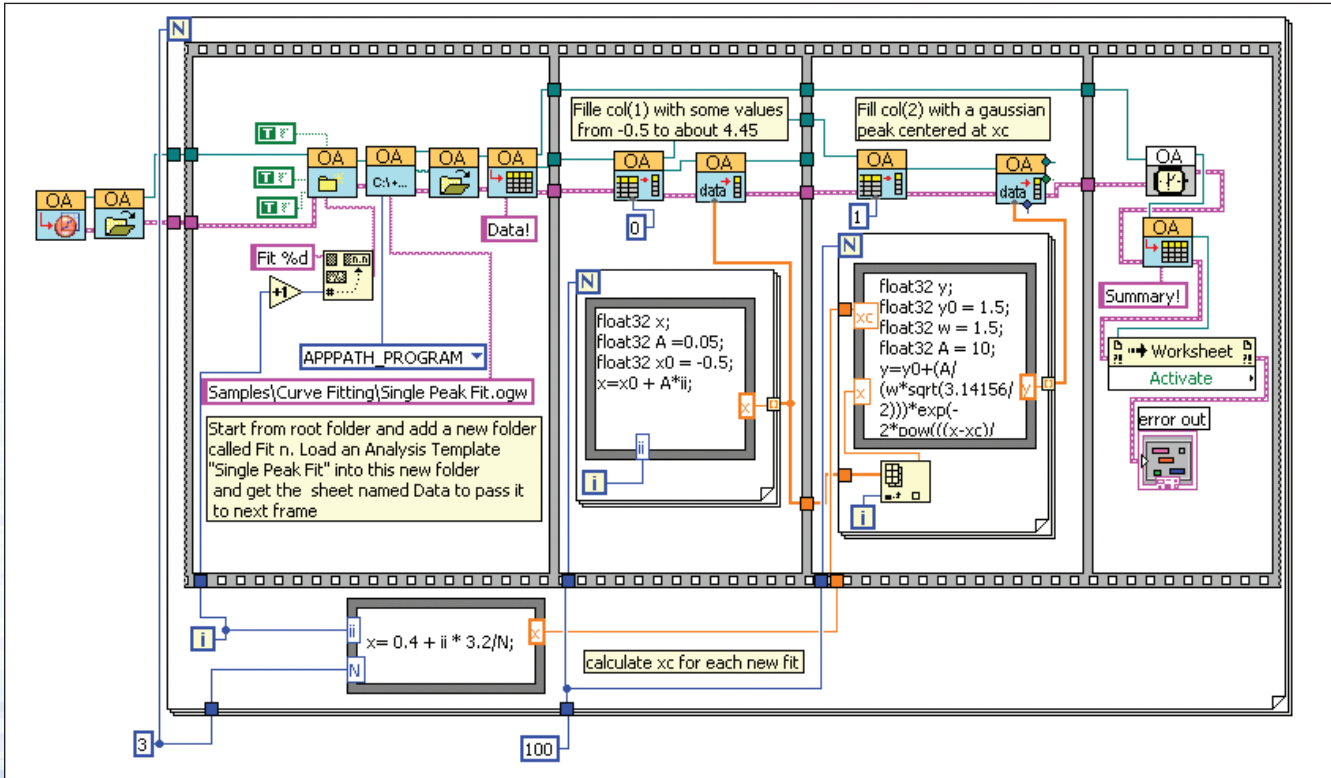 N
Fille col(1) with some values
from -0.5 to about 4.45
Fill col(2) with a gaussian
peak centered at xc
T
OA
OA
OA
OA
OA
OA
OA
OA
OA
OA
C:\+...
data
data
T
OA
OA
T
Data!
0
1
OA
Fit %d
N
N
Summary!
+1
#
float32 x;
float32 A =0.05;
float32 x0 = -0.5;
x=x0 + A*ii;
x
ii
i
float32 y;
float32 y0 = 1.5;
float32 w = 1.5;
float32 A = 10;
y=y0+(A/
(w*sqrt(3.14156/
2)))*exp(-
2*pow(((x-xc)/
xc
x
y
i
APPPATH_PROGRAM
Worksheet
Activate
Samples\Curve Fitting\Single Peak Fit.ogw
error out
Start from root folder and add a new folder
called Fit n. Load an Analysis Template
"Single Peak Fit" into this new folder
and get the sheet named Data to pass it
to next frame
i
ii
x= 0.4 + ii * 3.2/N;
x
N
calculate xc for each new fit
3
100